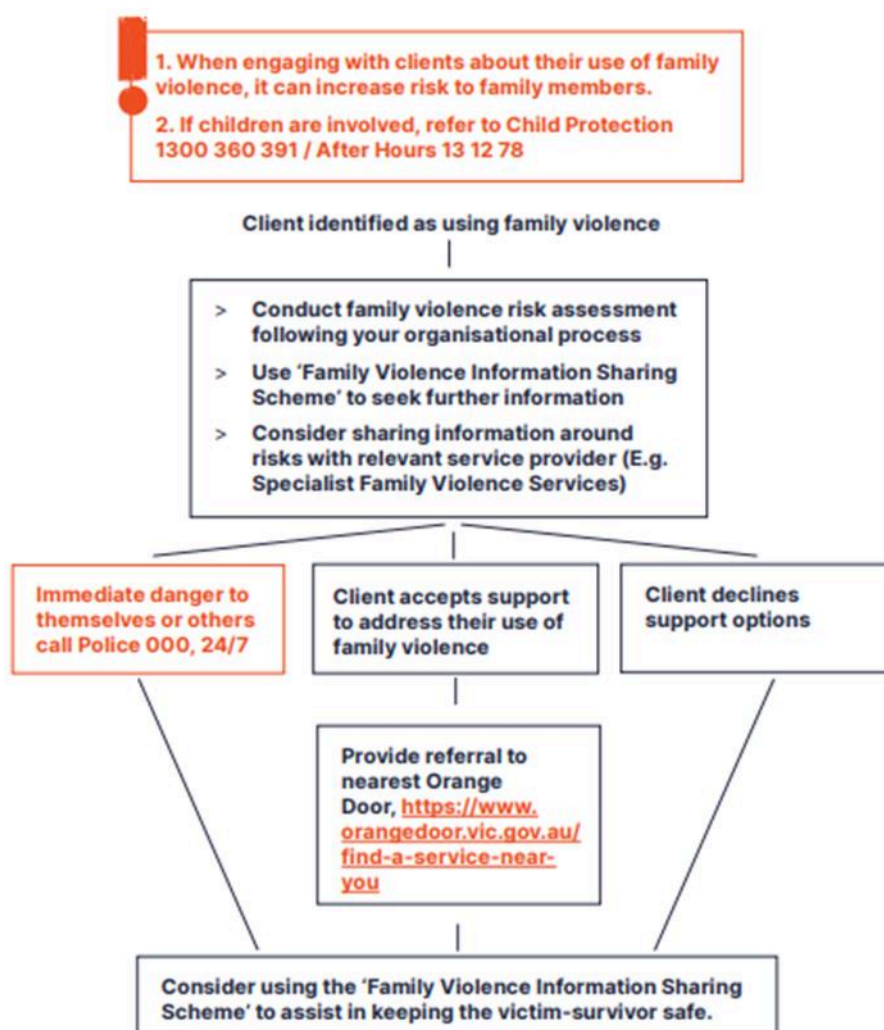 1. When engaging with clients about their use of family
violence, it can increase risk to family members.
2. If children are involved, refer to Child Protection
1300 360 391 / After Hours 13 12 78
Client identified as using family violence
> Conduct family violence risk assessment
following your organisational process
> Use ‘Family Violence Information Sharing
Scheme’ to seek further information
> Consider sharing information around
risks with relevant service provider (E.g.
Specialist Family Violence Services)
Immediate danger to
themselves or others
call Police 000, 24/7
Client accepts support
to address their use of
family violence
Client declines
support options
Provide referral to
nearest Orange
Door, https://www.
orangedoor.vic.gov.au/
find-a-service-near-
you
Consider using the ‘Family Violence Information Sharing
Scheme’ to assist in keeping the victim-survivor safe.